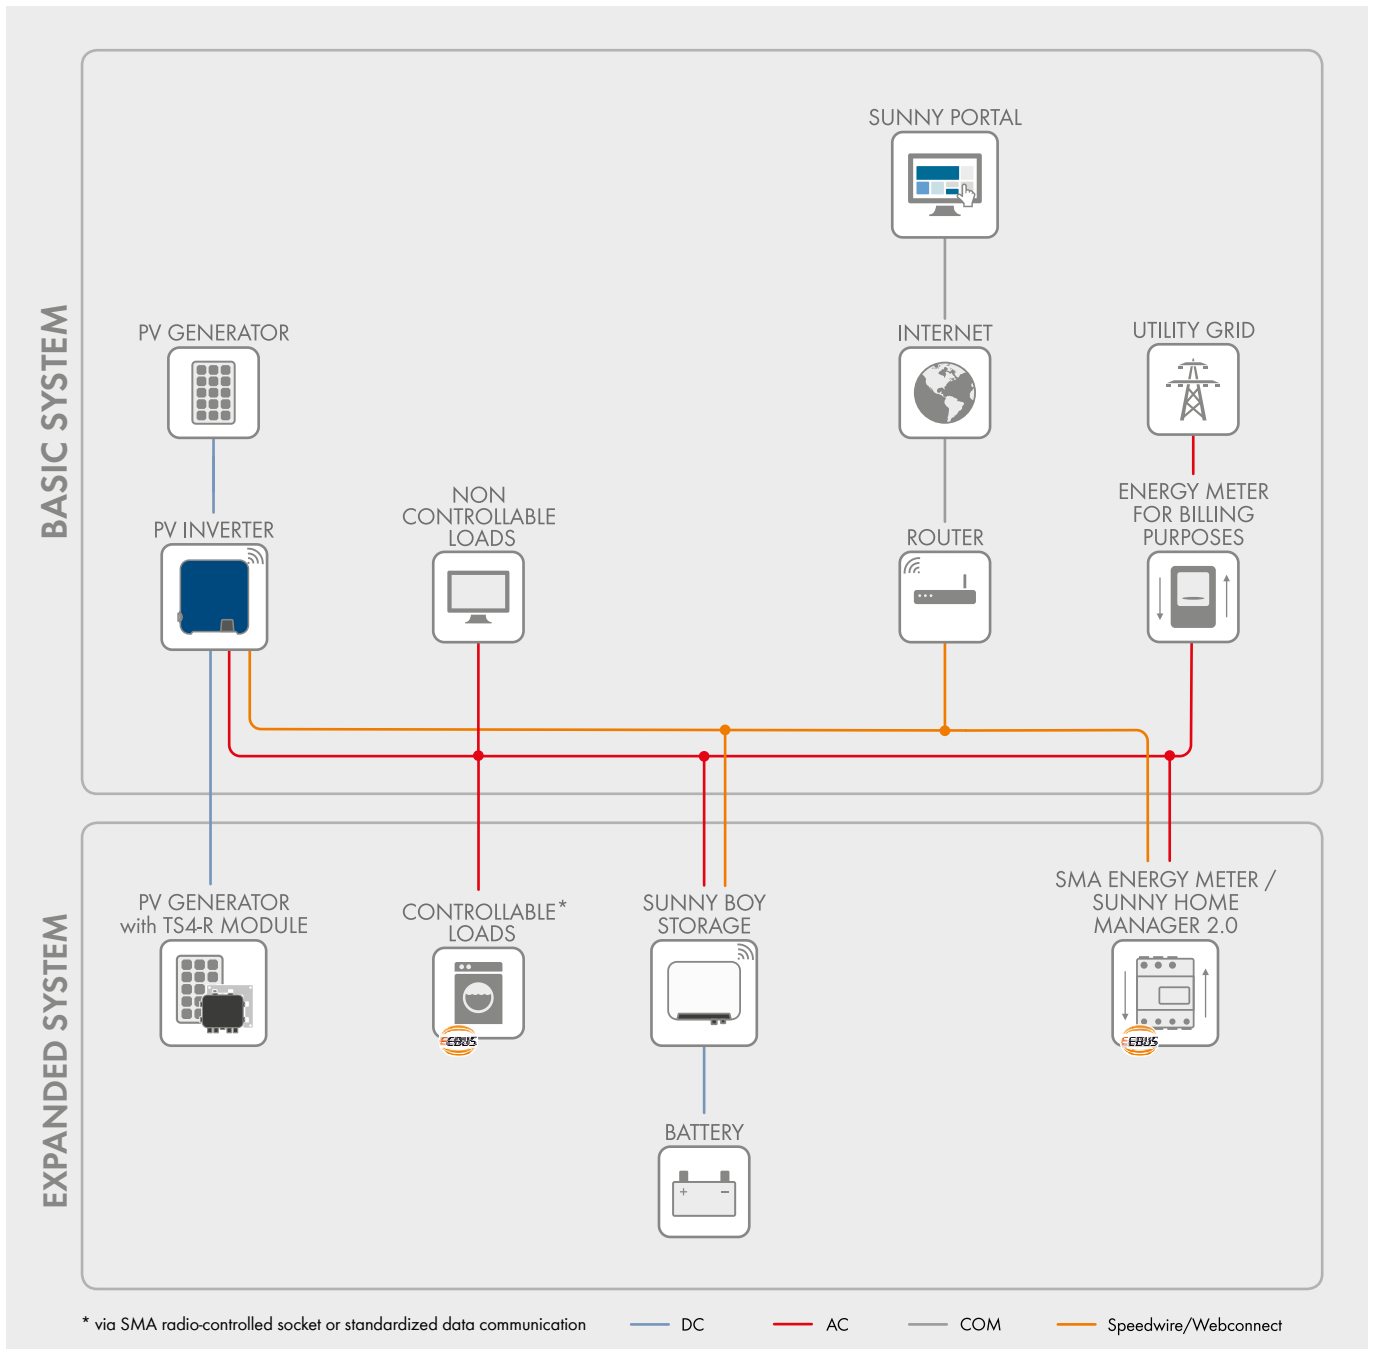 BASIC SYSTEM
SUNNY PORTAL
PV GENERATOR
INTERNET
UTILITY GRID
PV INVERTER
NON
CONTROLLABLE
LOADS
ROUTER
ENERGY METER
FOR BILLING
PURPOSES
EXPANDED SYSTEM
PV GENERATOR
with TS4-R MODULE
CONTROLLABLE*
LOADS
EEBUS
SUNNY BOY
STORAGE
SMA ENERGY METER /
SUNNY HOME
MANAGER 2.0
EEBUS
BATTERY
+ −
* via SMA radio-controlled socket or standardized data communication
DC
AC
COM
Speedwire/Webconnect